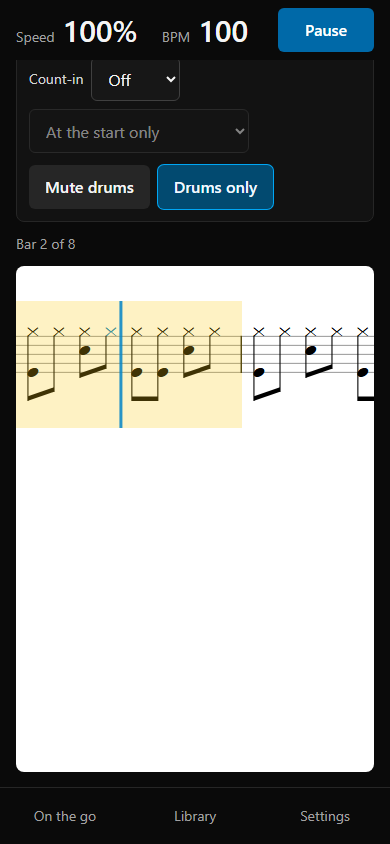 Speed 100% BPM 100 Pause
Count-in Off
At the start only
Mute drums Drums only
Bar 2 of 8
On the go Library Settings